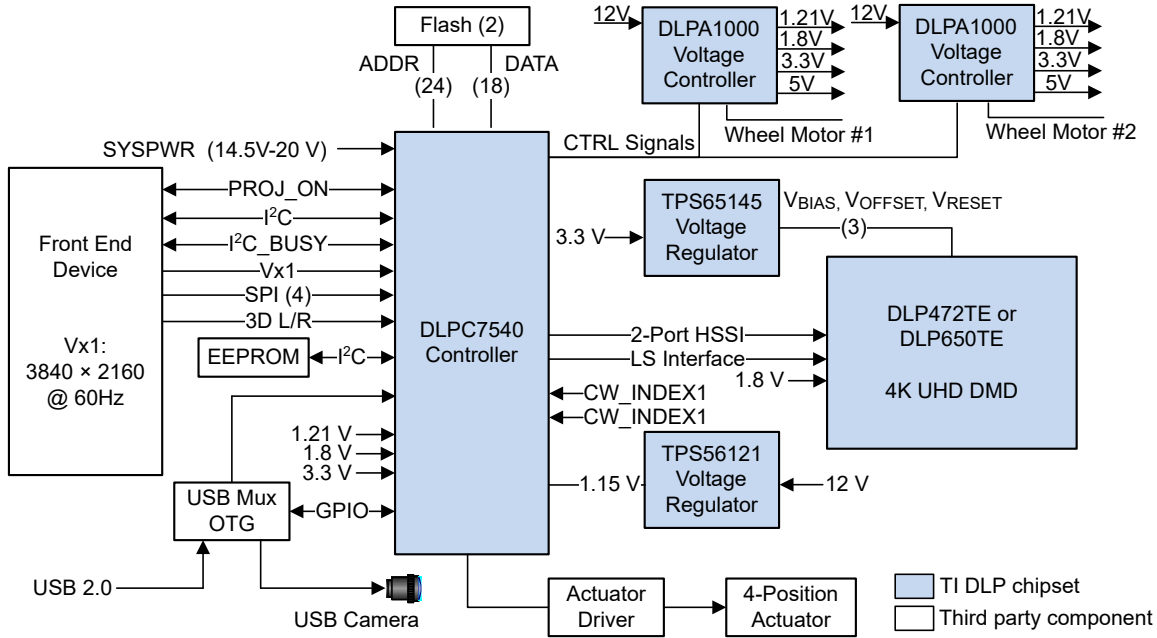 Flash (2)
ADDR
(24)
DATA
(18)
12V
DLPA1000
Voltage
Controller
1.21V
1.8V
3.3V
5V
Wheel Motor #1
12V
DLPA1000
Voltage
Controller
1.21V
1.8V
3.3V
5V
Wheel Motor #2
CTRL Signals
SYSPWR (14.5V-20 V)
Front End
Device
Vx1:
3840 × 2160
@ 60Hz
PROJ_ON
I²C
I²C_BUSY
Vx1
SPI (4)
3D L/R
EEPROM
I²C
1.21 V
1.8 V
3.3 V
USB Mux
OTG
GPIO
USB 2.0
USB Camera
DLPC7540
Controller
3.3 V
TPS65145
Voltage
Regulator
VBIAS, VOFFSET, VRESET
(3)
2-Port HSSI
LS Interface
1.8 V
DLP472TE or
DLP650TE
4K UHD DMD
CW_INDEX1
CW_INDEX1
1.15 V
TPS56121
Voltage
Regulator
12 V
Actuator
Driver
4-Position
Actuator
TI DLP chipset
Third party component